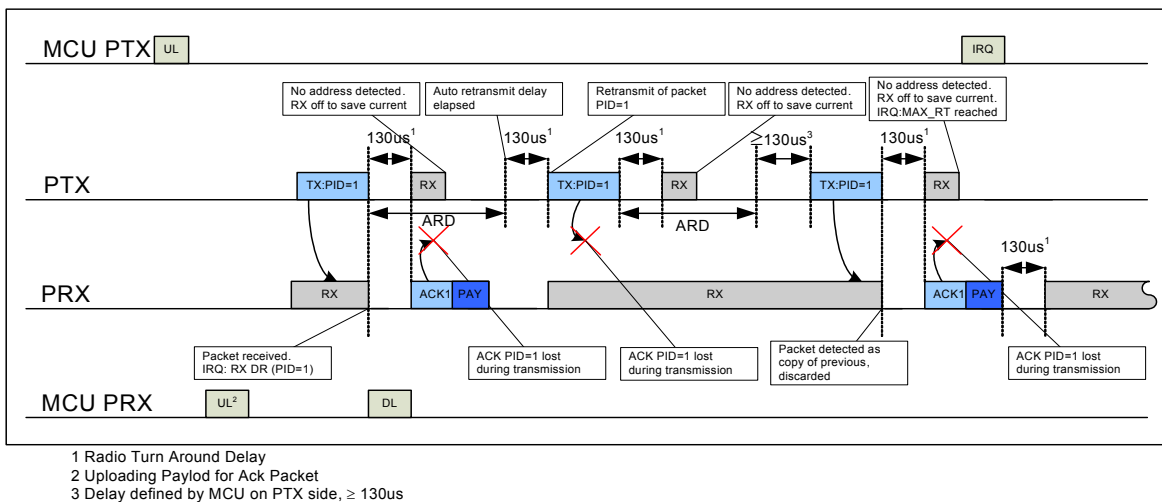 MCU PTX
UL
IRQ
No address detected.
RX off to save current
Auto retransmit delay
elapsed
Retransmit of packet
PID=1
No address detected.
RX off to save current
No address detected.
RX off to save current.
IRQ:MAX_RT reached
130us¹
130us¹
130us¹
≥130us³
130us¹
PTX
TX:PID=1
RX
TX:PID=1
RX
TX:PID=1
RX
ARD
ARD
130us¹
PRX
RX
ACK1
PAY
RX
ACK1
PAY
RX
Packet received.
IRQ: RX DR (PID=1)
ACK PID=1 lost
during transmission
ACK PID=1 lost
during transmission
Packet detected as
copy of previous,
discarded
ACK PID=1 lost
during transmission
MCU PRX
UL²
DL
1 Radio Turn Around Delay
2 Uploading Paylod for Ack Packet
3 Delay defined by MCU on PTX side, ≥ 130us